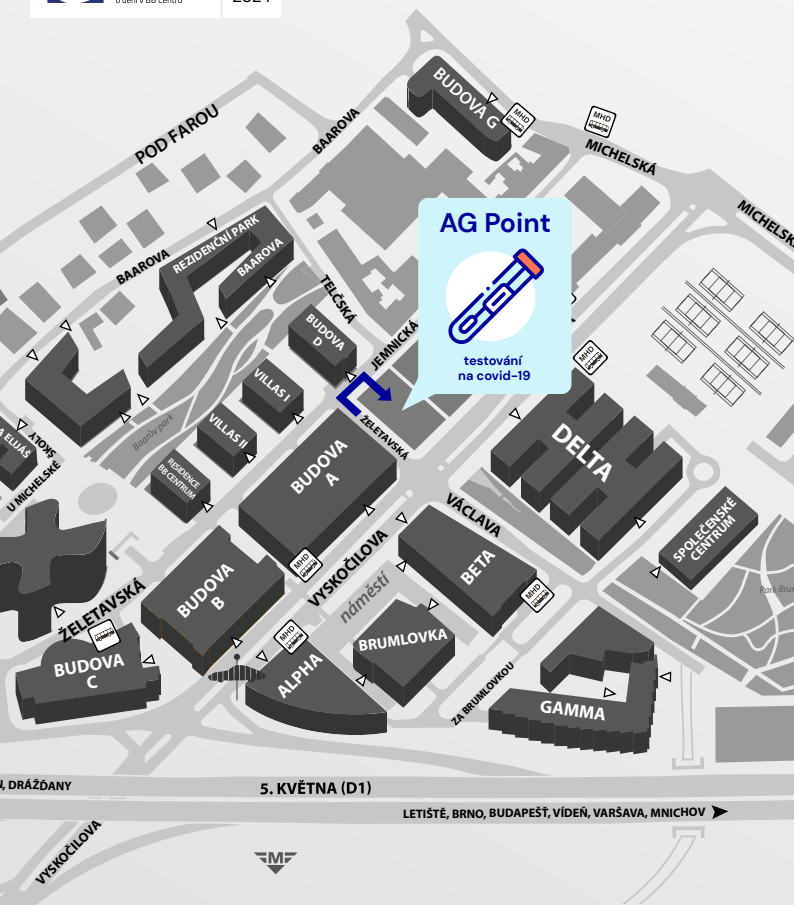 BUDOVA G
MHD
MHD
MICHELSKÁ
POD FAROU
BAAROVA
AG Point
testování
na covid-19
REZIDENČNÍ PARK
BAAROVA
BAAROVA
TELČSKÁ
BUDOVA
D
JEMNICKÁ
MHD
VILLAS I
VILLAS II
Baarův park
RESIDENCE
BB CENTRUM
ŽELETAVSKÁ
BUDOVA
A
DELTA
ŠKOLY
U MICHELSKÉ
VÁCLAVA
SPOLEČENSKÉ
CENTRUM
VYSKOČILOVA
náměstí
BETA
MHD
MHD
BUDOVA
B
ŽELETAVSKÁ
MHD
MHD
BRUMLOVKA
ALPHA
BUDOVA
C
ZA BRUMLOVKOU
GAMMA
DRÁŽĎANY
5. KVĚTNA (D1)
LETIŠTĚ, BRNO, BUDAPEŠŤ, VÍDEŇ, VARŠAVA, MNICHOV
VYSKOČILOVA
M